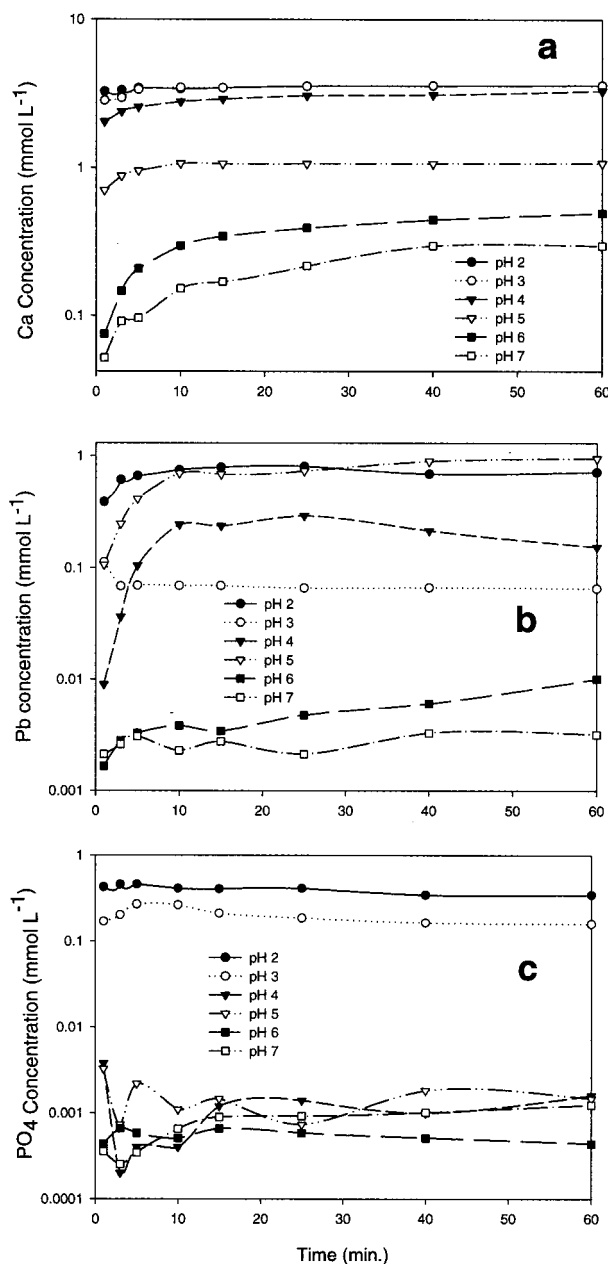 a
10
1
0.1
Ca Concentration (mmol L⁻¹)
pH 2
pH 3
pH 4
pH 5
pH 6
pH 7
0 10 20 30 40 50 60
b
1
0.1
0.01
0.001
Pb concentration (mmol L⁻¹)
pH 2
pH 3
pH 4
pH 5
pH 6
pH 7
0 10 20 30 40 50 60
c
1
0.1
0.001
0.001
0.0001
PO₄ Concentration (mmol L⁻¹)
pH 2
pH 3
pH 4
pH 5
pH 6
pH 7
0 10 20 30 40 50 60
Time (min.)